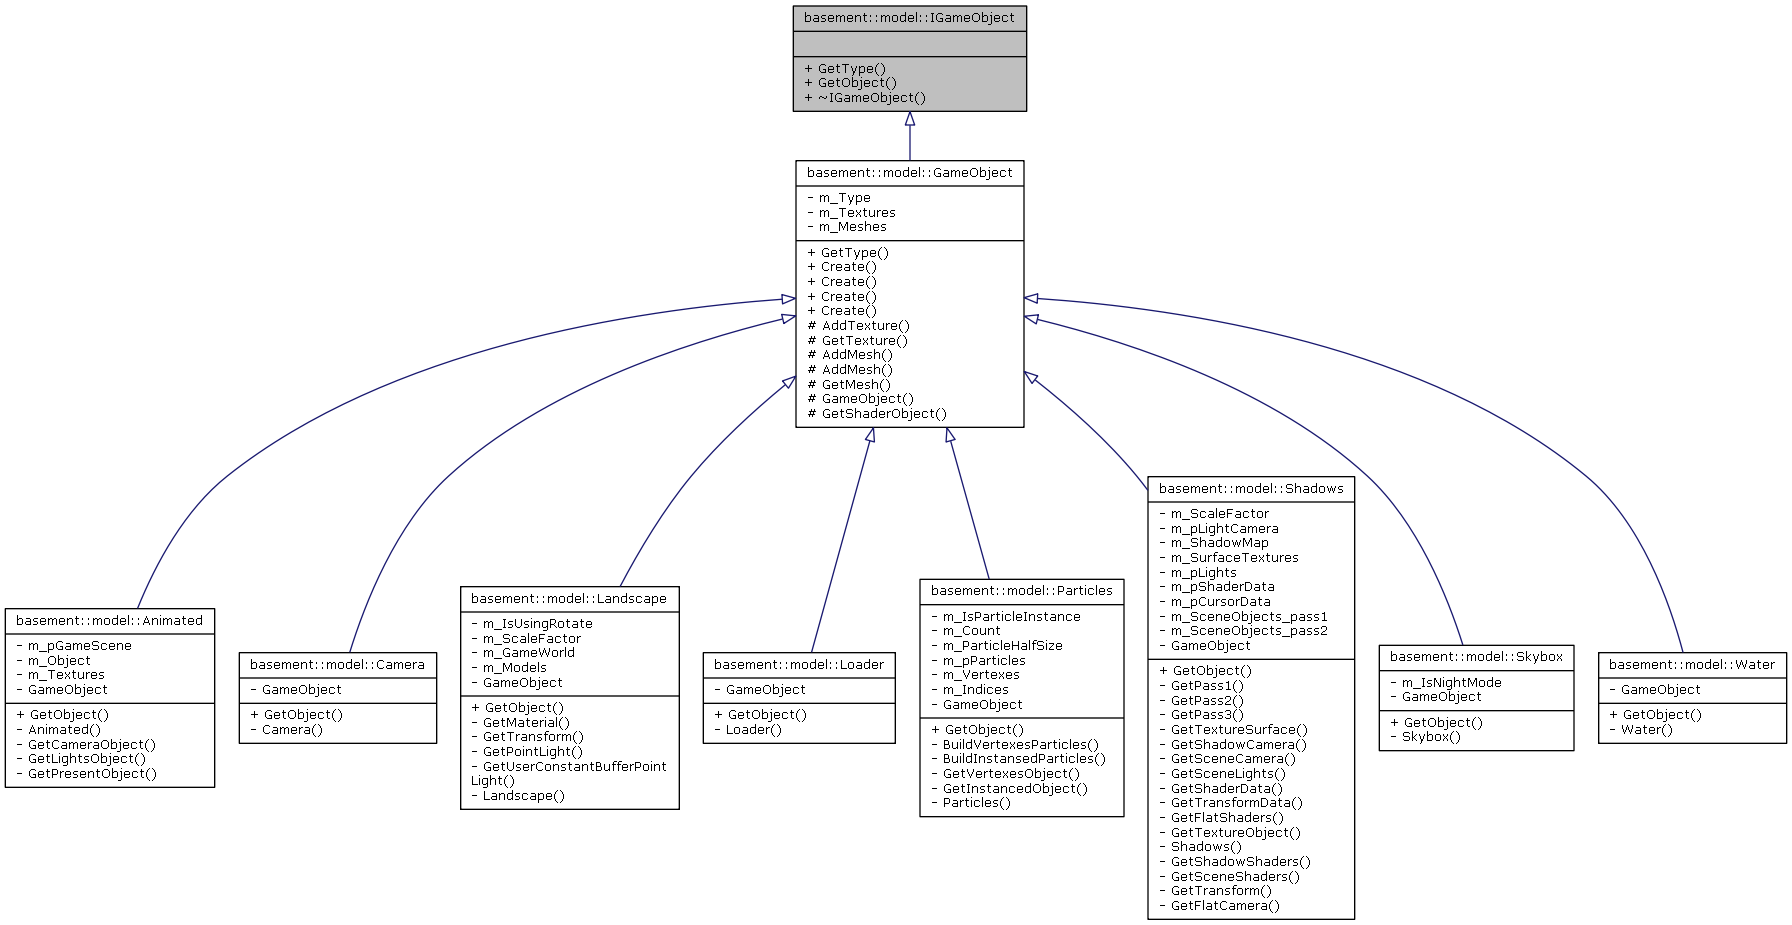 basement::model::IGameObject
+ GetType()
+ GetObject()
+ ~IGameObject()
basement::model::GameObject
- m_Type
- m_Textures
- m_Meshes
+ GetType()
+ Create()
+ Create()
+ Create()
+ Create()
# AddTexture()
# GetTexture()
# AddMesh()
# AddMesh()
# GetMesh()
# GameObject()
# GetShaderObject()
basement::model::Animated
- m_pGameScene
- m_Object
- m_Textures
- GameObject
+ GetObject()
- Animated()
- GetCameraObject()
- GetLightsObject()
- GetPresentObject()
basement::model::Camera
- GameObject
+ GetObject()
- Camera()
basement::model::Landscape
- m_IsUsingRotate
- m_ScaleFactor
- m_GameWorld
- m_Models
- GameObject
+ GetObject()
- GetMaterial()
- GetTransform()
- GetPointLight()
- GetUserConstantBufferPoint
Light()
- Landscape()
basement::model::Loader
- GameObject
+ GetObject()
- Loader()
basement::model::Particles
- m_IsParticleInstance
- m_Count
- m_ParticleHalfSize
- m_pParticles
- m_Vertexes
- m_Indices
- GameObject
+ GetObject()
- BuildVertexesParticles()
- BuildInstansedParticles()
- GetVertexesObject()
- GetInstancedObject()
- Particles()
basement::model::Shadows
- m_ScaleFactor
- m_pLightCamera
- m_ShadowMap
- m_SurfaceTextures
- m_pLights
- m_pShaderData
- m_pCursorData
- m_SceneObjects_pass1
- m_SceneObjects_pass2
- GameObject
+ GetObject()
- GetPass1()
- GetPass2()
- GetPass3()
- GetTextureSurface()
- GetShadowCamera()
- GetSceneCamera()
- GetSceneLights()
- GetShaderData()
- GetTransformData()
- GetFlatShaders()
- GetTextureObject()
- Shadows()
- GetShadowShaders()
- GetSceneShaders()
- GetTransform()
- GetFlatCamera()
basement::model::Skybox
- m_IsNightMode
- GameObject
+ GetObject()
- Skybox()
basement::model::Water
- GameObject
+ GetObject()
- Water()